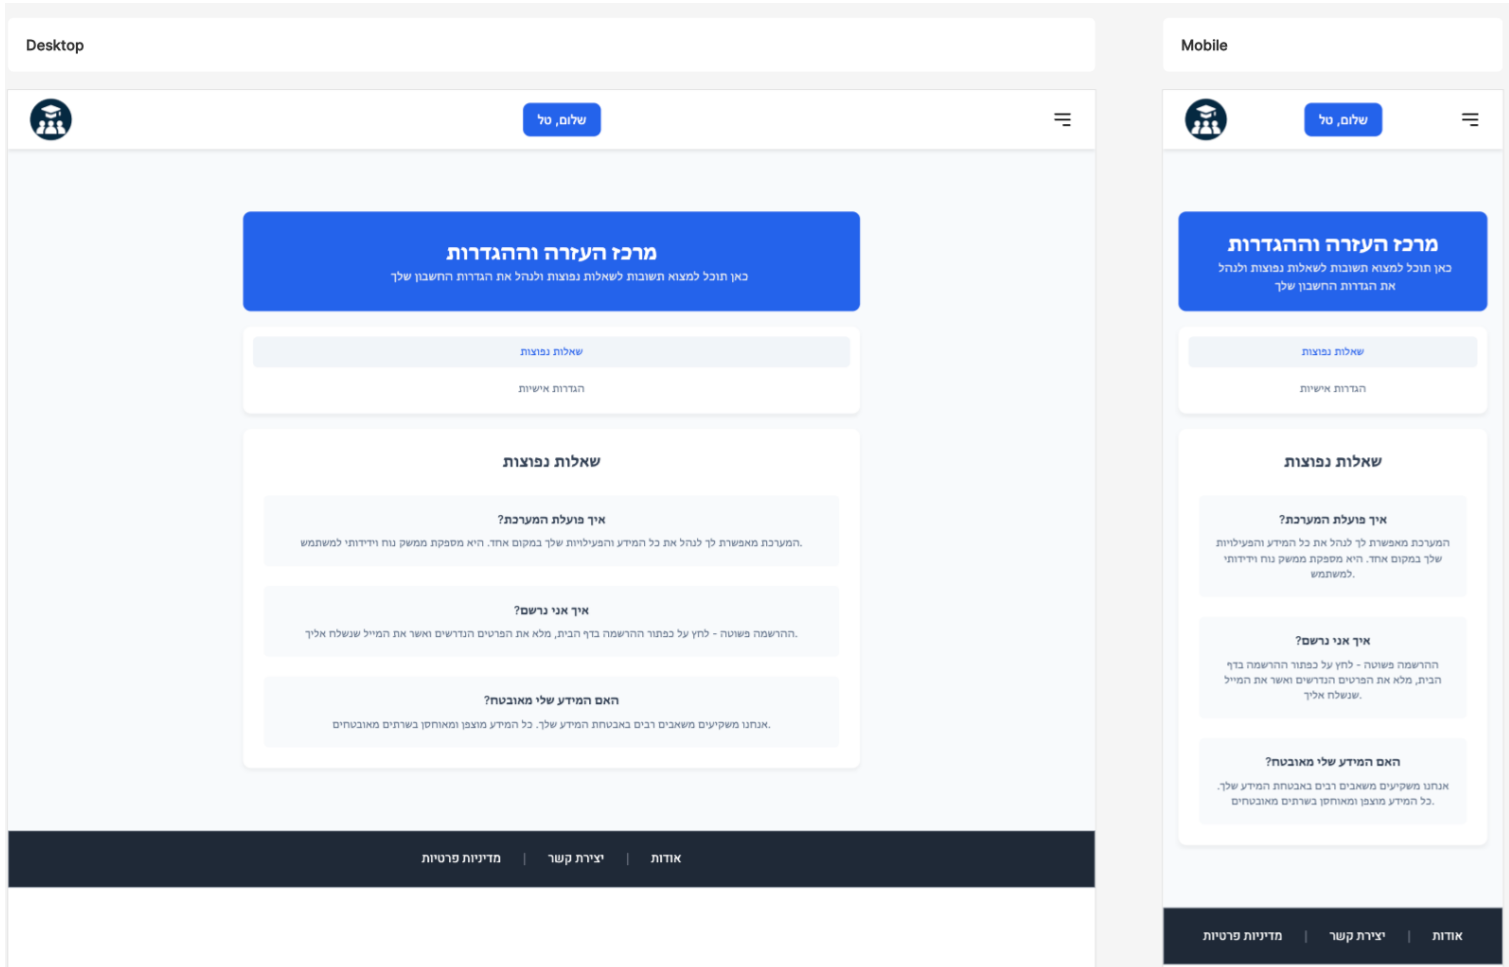 Desktop
שלום, טל
מרכז העזרה וההגדרות
כאן תוכל למצוא תשובות לשאלות נפוצות ולנהל את הגדרות החשבון שלך
שאלות נפוצות
הגדרות אישיות
שאלות נפוצות
איך פועלת המערכת?
.המערכת מאפשרת לך לנהל את כל המידע והפעילויות שלך במקום אחד. היא מספקת ממשק נוח וידידותי למשתמש
איך אני נרשם?
.ההרשמה פשוטה - לחץ על כפתור ההרשמה בדף הבית, מלא את הפרטים הנדרשים ואשר את המייל שנשלח אליך
האם המידע שלי מאובטח?
.אנחנו משקיעים משאבים רבים באבטחת המידע שלך. כל המידע מוצפן ומאוחסן בשרתים מאובטחים
אודות | יצירת קשר | מדיניות פרטיות
Mobile
שלום, טל
מרכז העזרה וההגדרות
כאן תוכל למצוא תשובות לשאלות נפוצות ולנהל
את הגדרות החשבון שלך
שאלות נפוצות
הגדרות אישיות
שאלות נפוצות
איך פועלת המערכת?
המערכת מאפשרת לך לנהל את כל המידע והפעילויות
שלך במקום אחד. היא מספקת ממשק נוח וידידותי
.למשתמש
איך אני נרשם?
ההרשמה פשוטה - לחץ על כפתור ההרשמה בדף
הבית, מלא את הפרטים הנדרשים ואשר את המייל
.שנשלח אליך
האם המידע שלי מאובטח?
אנחנו משקיעים משאבים רבים באבטחת המידע שלך.
.כל המידע מוצפן ומאוחסן בשרתים מאובטחים
אודות | יצירת קשר | מדיניות פרטיות